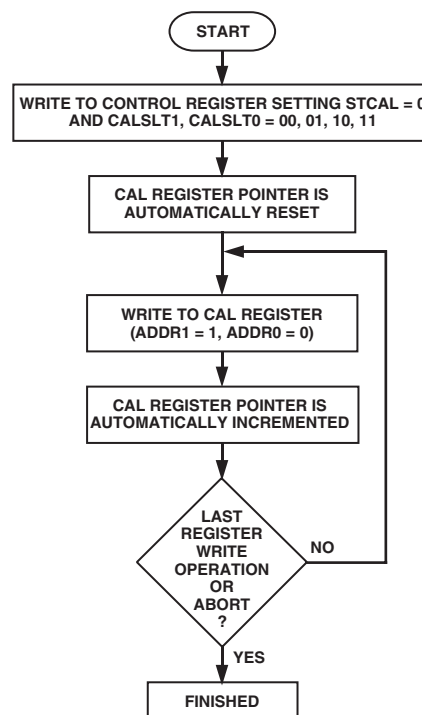 START
WRITE TO CONTROL REGISTER SETTING STCAL = 0
AND CALSLT1, CALSLT0 = 00, 01, 10, 11
CAL REGISTER POINTER IS
AUTOMATICALLY RESET
WRITE TO CAL REGISTER
(ADDR1 = 1, ADDR0 = 0)
CAL REGISTER POINTER IS
AUTOMATICALLY INCREMENTED
LAST
REGISTER
WRITE
OPERATION
OR
ABORT
?
NO
YES
FINISHED